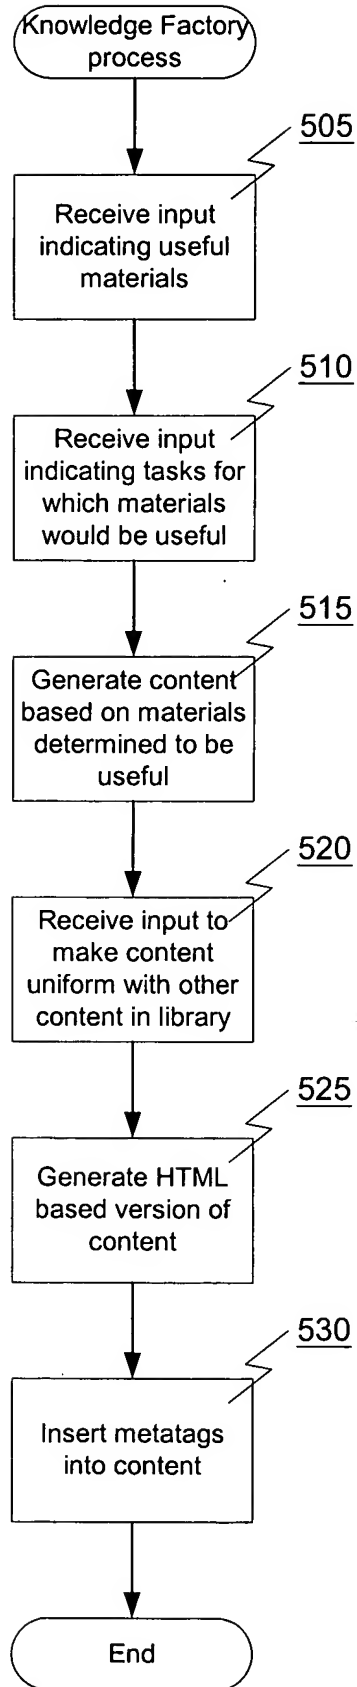 Knowledge Factory
process
505
Receive input
indicating useful
materials
510
Receive input
indicating tasks for
which materials
would be useful
515
Generate content
based on materials
determined to be
useful
520
Receive input to
make content
uniform with other
content in library
525
Generate HTML
based version of
content
530
Insert metatags
into content
End